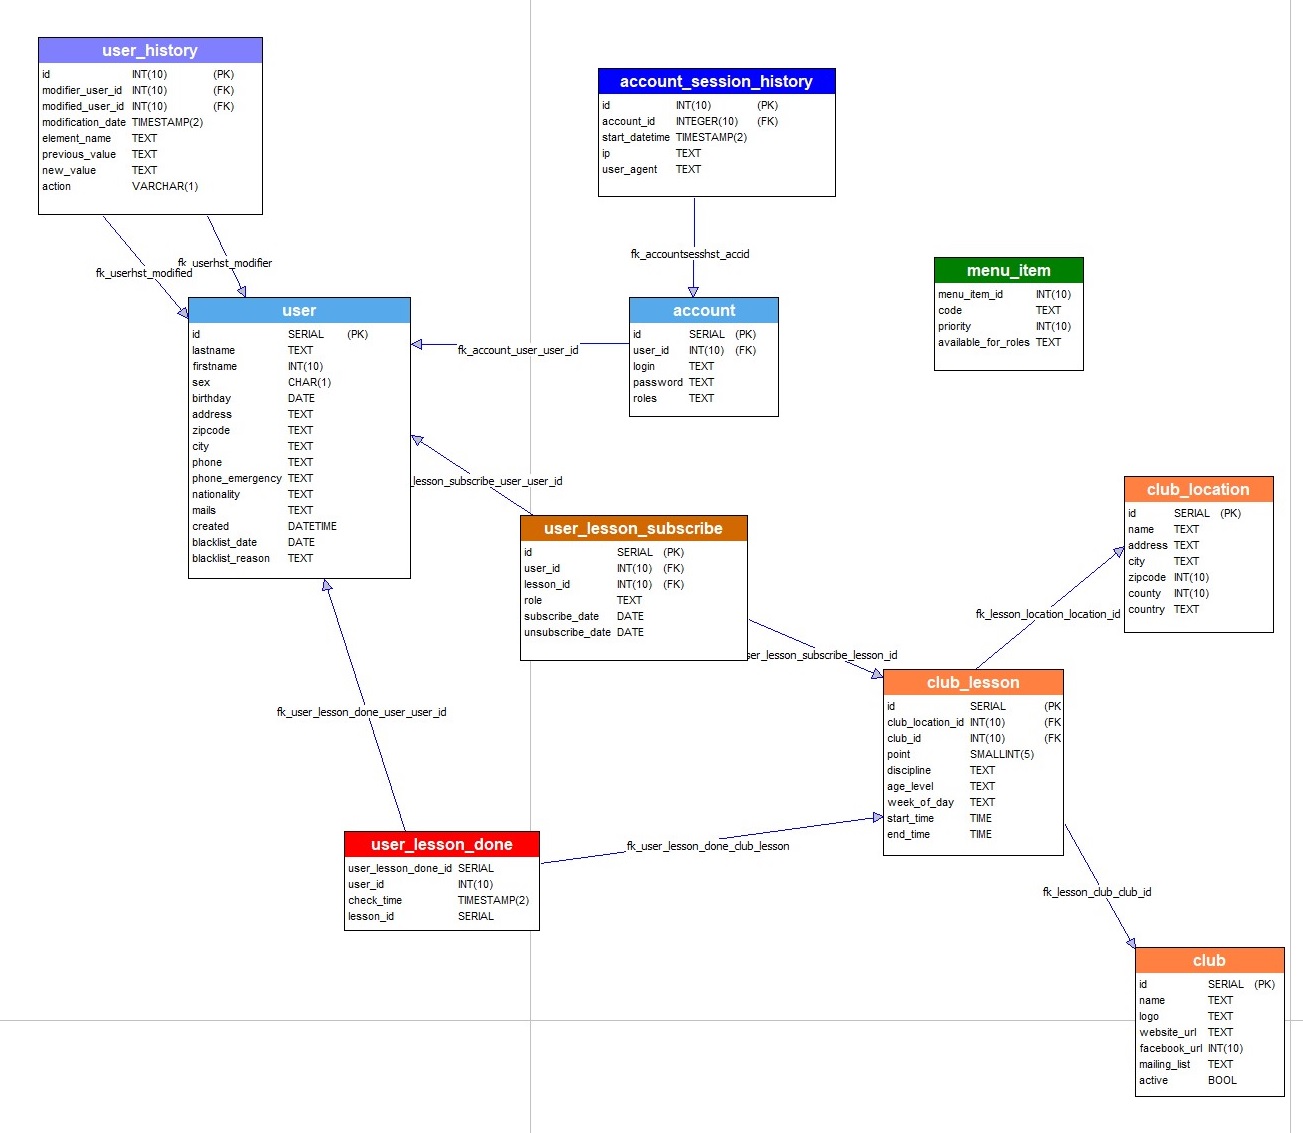 user_history
id INT(10) (PK)
modifier_user_id INT(10) (FK)
modified_user_id INT(10) (FK)
modification_date TIMESTAMP(2)
element_name TEXT
previous_value TEXT
new_value TEXT
action VARCHAR(1)
account_session_history
id INT(10) (PK)
account_id INTEGER(10) (FK)
start_datetime TIMESTAMP(2)
ip TEXT
user_agent TEXT
fk_userhst_modified
fk_userhst_modifier
fk_accountsesshst_accid
menu_item
menu_item_id INT(10)
code TEXT
priority INT(10)
available_for_roles TEXT
user
id SERIAL (PK)
lastname TEXT
firstname INT(10)
sex CHAR(1)
birthday DATE
address TEXT
zipcode TEXT
city TEXT
phone TEXT
phone_emergency TEXT
nationality TEXT
mails TEXT
created DATETIME
blacklist_date DATE
blacklist_reason TEXT
fk_account_user_user_id
account
id SERIAL (PK)
user_id INT(10) (FK)
login TEXT
password TEXT
roles TEXT
_lesson_subscribe_user_user_id
user_lesson_subscribe
id SERIAL (PK)
user_id INT(10) (FK)
lesson_id INT(10) (FK)
role TEXT
subscribe_date DATE
unsubscribe_date DATE
club_location
id SERIAL (PK)
name TEXT
address TEXT
city TEXT
zipcode INT(10)
county INT(10)
country TEXT
fk_lesson_location_location_id
ser_lesson_subscribe_lesson_id
club_lesson
id SERIAL (PK
club_location_id INT(10) (FK
club_id INT(10) (FK
point SMALLINT(5)
discipline TEXT
age_level TEXT
week_of_day TEXT
start_time TIME
end_time TIME
fk_user_lesson_done_user_user_id
user_lesson_done
user_lesson_done_id SERIAL
user_id INT(10)
check_time TIMESTAMP(2)
lesson_id SERIAL
fk_user_lesson_done_club_lesson
fk_lesson_club_club_id
club
id SERIAL (PK)
name TEXT
logo TEXT
website_url TEXT
facebook_url INT(10)
mailing_list TEXT
active BOOL